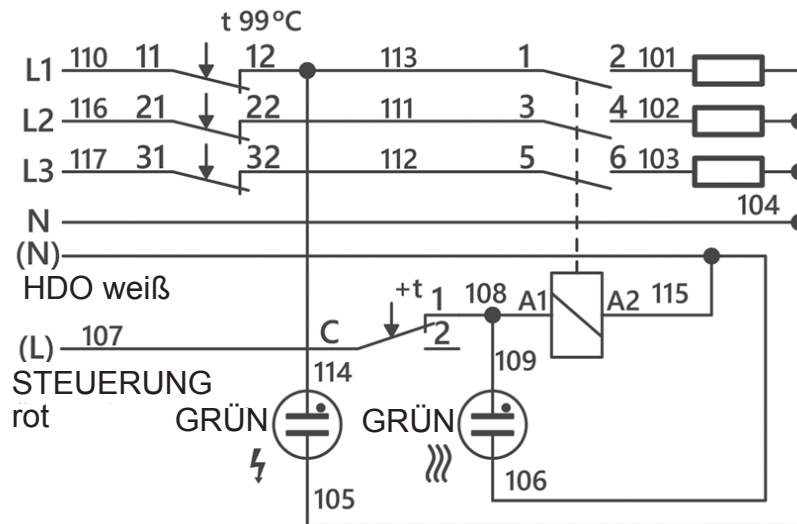 t 99°C
L1 110 11 12 113 1 2 101
L2 116 21 22 111 3 4 102
L3 117 31 32 112 5 6 103
N 104
(N)
HDO weiß
+t 1 108 A1 A2 115
(L) 107 C 2 109
STEUERUNG 114
rot GRÜN GRÜN
105 106